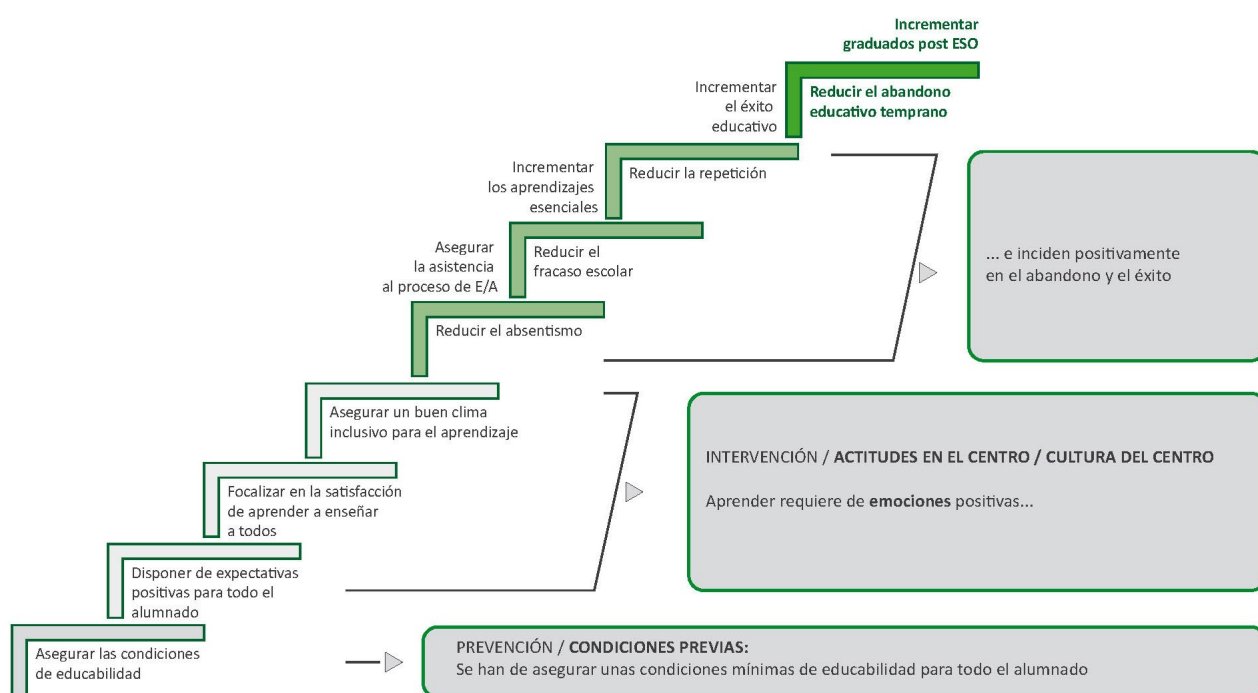 Incrementar
graduados post ESO
Reducir el abandono
educativo temprano
Incrementar
el éxito
educativo
Reducir la repetición
Incrementar
los aprendizajes
esenciales
Reducir el
fracaso escolar
Asegurar
la asistencia
al proceso de E/A
Reducir el absentismo
... e inciden positivamente
en el abandono y el éxito
Asegurar un buen clima
inclusivo para el aprendizaje
Focalizar en la satisfacción
de aprender a enseñar
a todos
Disponer de expectativas
positivas para todo el
alumnado
INTERVENCIÓN / ACTITUDES EN EL CENTRO / CULTURA DEL CENTRO
Aprender requiere de emociones positivas...
Asegurar las condiciones
de educabilidad
PREVENCIÓN / CONDICIONES PREVIAS:
Se han de asegurar unas condiciones mínimas de educabilidad para todo el alumnado